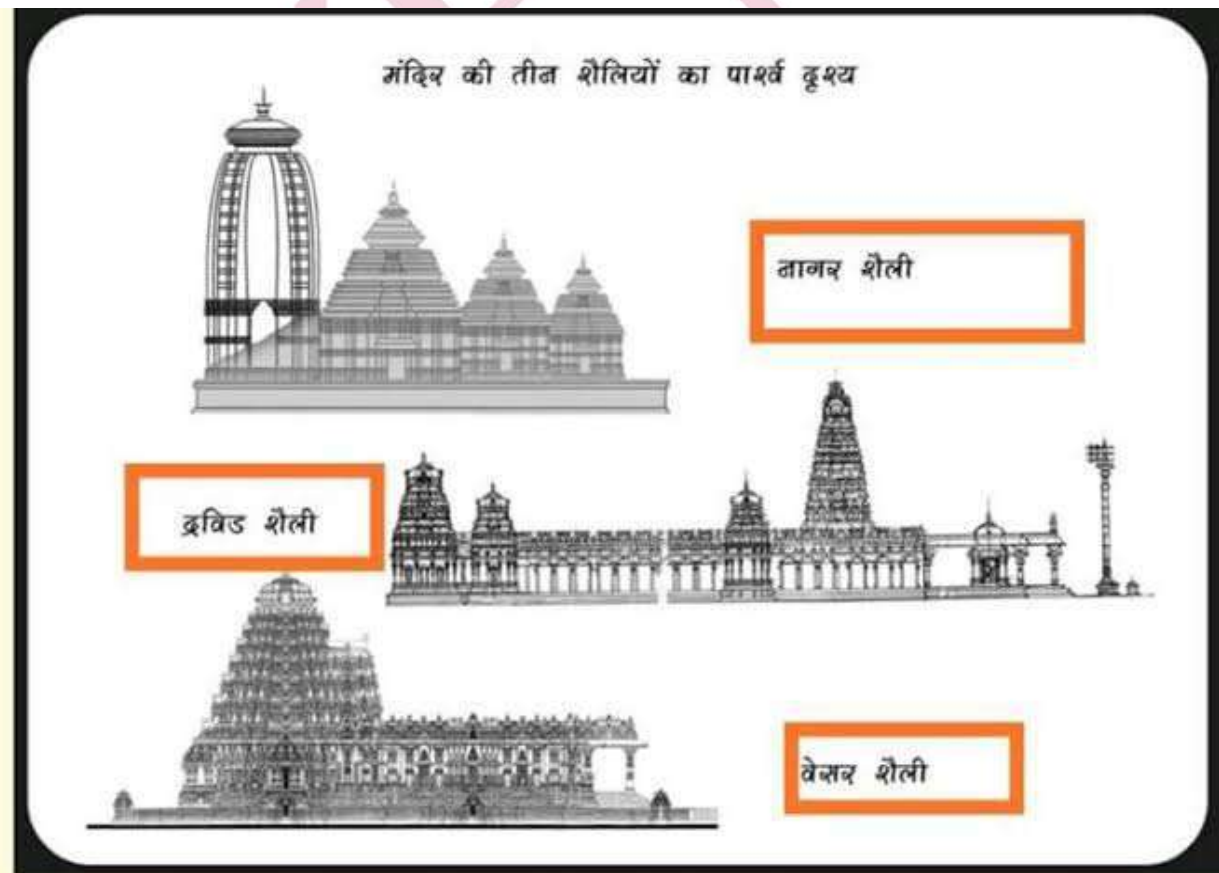 मंदिर की तीन शैलियों का पार्श्व दृश्य
नागर शैली
द्रविड शैली
वेसर शैली